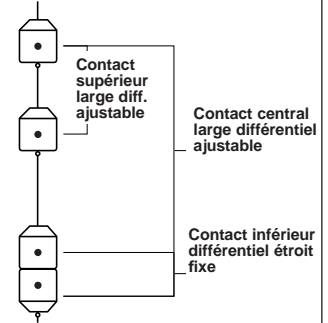 Contact
supérieur
large diff.
ajustable
Contact central
large différentiel
ajustable
Contact inférieur
différentiel étroit
fixe